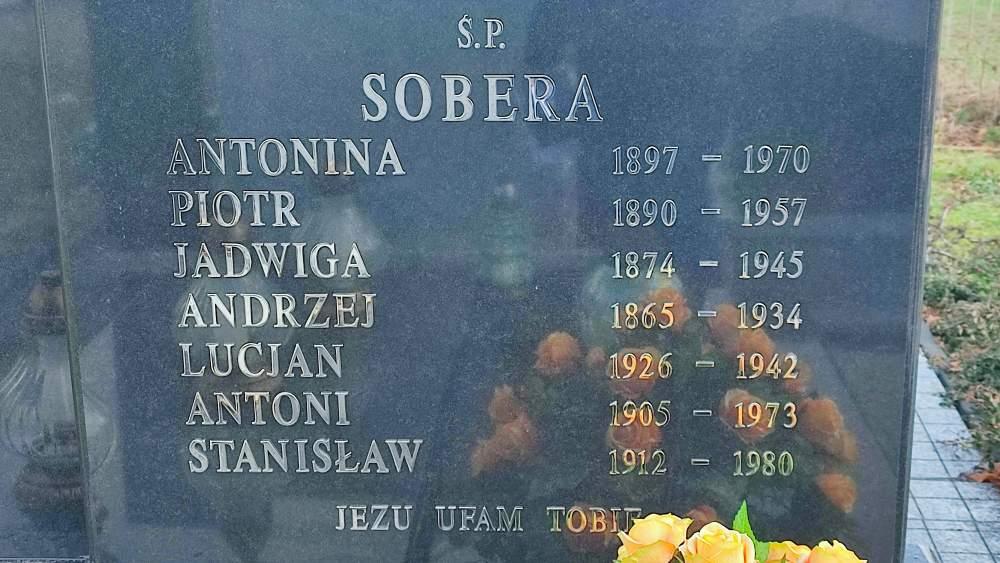 Ś.P.
SOBERA
ANTONINA 1897 - 1970
PIOTR 1890 - 1957
JADWIGA 1874 - 1945
ANDRZEJ 1865 - 1934
LUCJAN 1926 - 1942
ANTONI 1905 - 1973
STANISŁAW 1912 - 1980
JEZU UFAM TOBIE